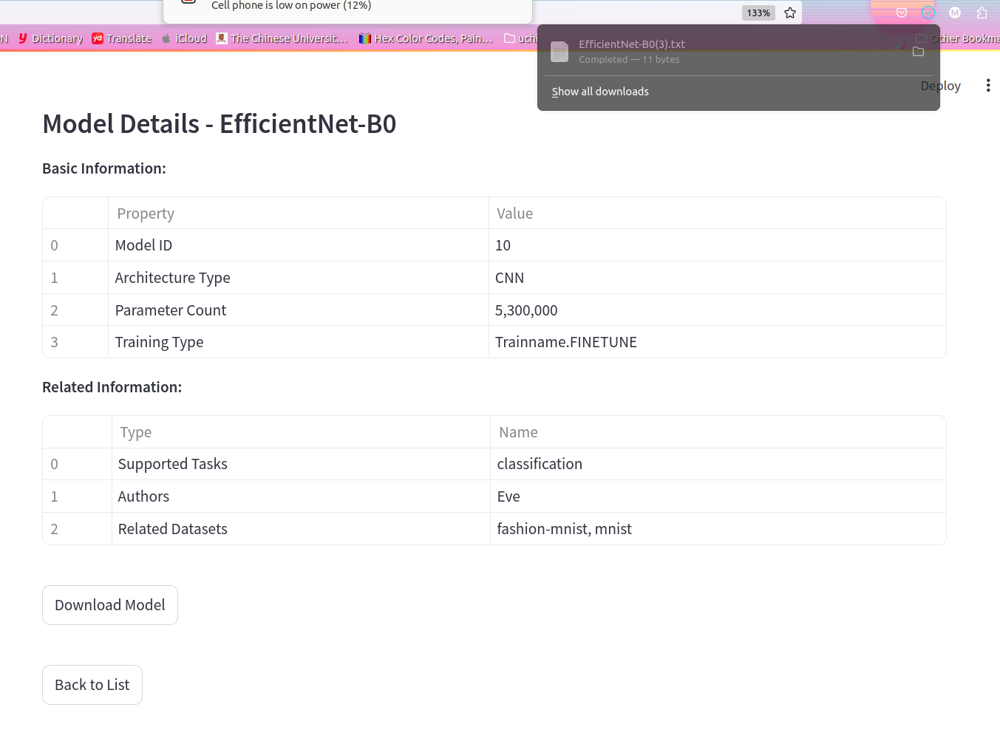 Cell phone is low on power (12%)
133%
M
N Dictionary Translate iCloud The Chinese Universit... Hex Color Codes, Pain... uchi Other Bookma
EfficientNet-B0(3).txt
Completed — 11 bytes
Show all downloads
Deploy
Model Details - EfficientNet-B0
Basic Information:
Property Value
0 Model ID 10
1 Architecture Type CNN
2 Parameter Count 5,300,000
3 Training Type Trainname.FINETUNE
Related Information:
Type Name
0 Supported Tasks classification
1 Authors Eve
2 Related Datasets fashion-mnist, mnist
Download Model
Back to List